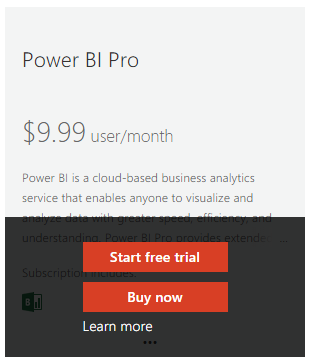 Power BI Pro
$9.99 user/month
Power BI is a cloud-based business analytics
service that enables anyone to visualize and
analyze data with greater speed, efficiency, and
understanding. Power BI Pro provides extende ...
Start free trial
Subscription includes:
Buy now
Learn more
...